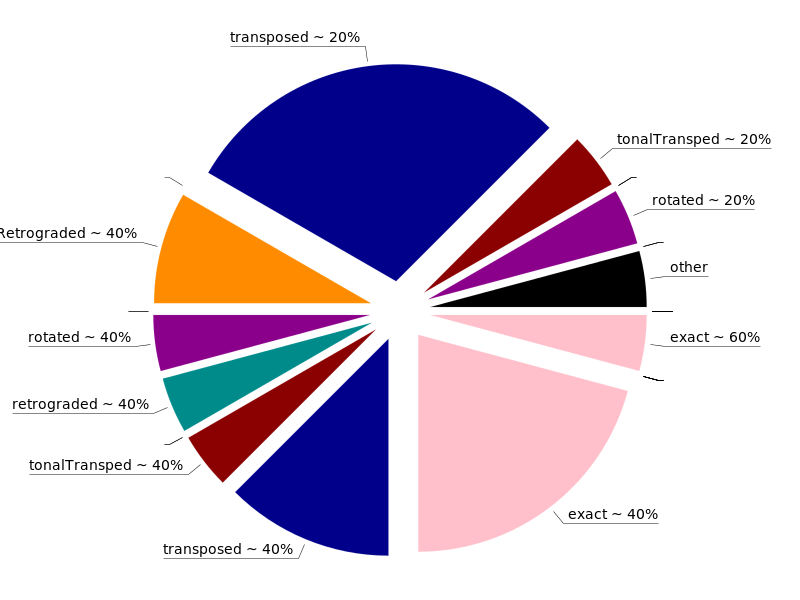 transposed ~ 20%
tonalTransped ~ 20%
rotated ~ 20%
Retrograded ~ 40%
other
rotated ~ 40%
exact ~ 60%
retrograded ~ 40%
tonalTransped ~ 40%
exact ~ 40%
transposed ~ 40%